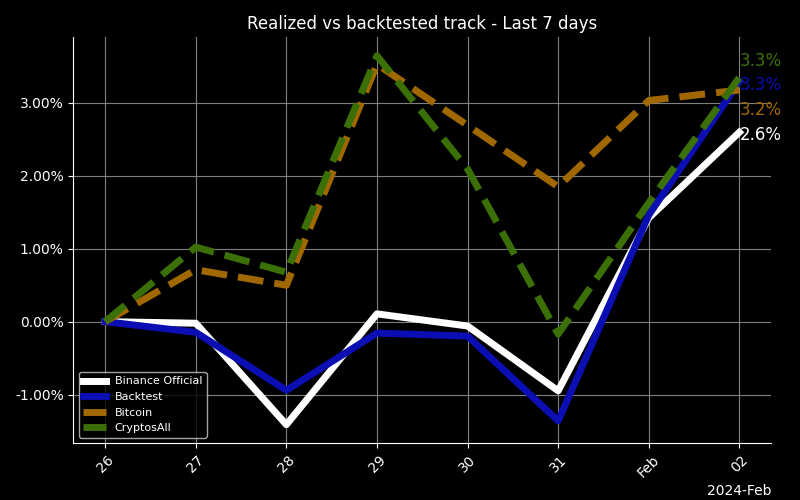 Realized vs backtested track - Last 7 days
3.3%
3.3%
3.2%
2.6%
3.00%
2.00%
1.00%
0.00%
-1.00%
Binance Official
Backtest
Bitcoin
CryptosAll
26 27 28 29 30 31 Feb 02
2024-Feb